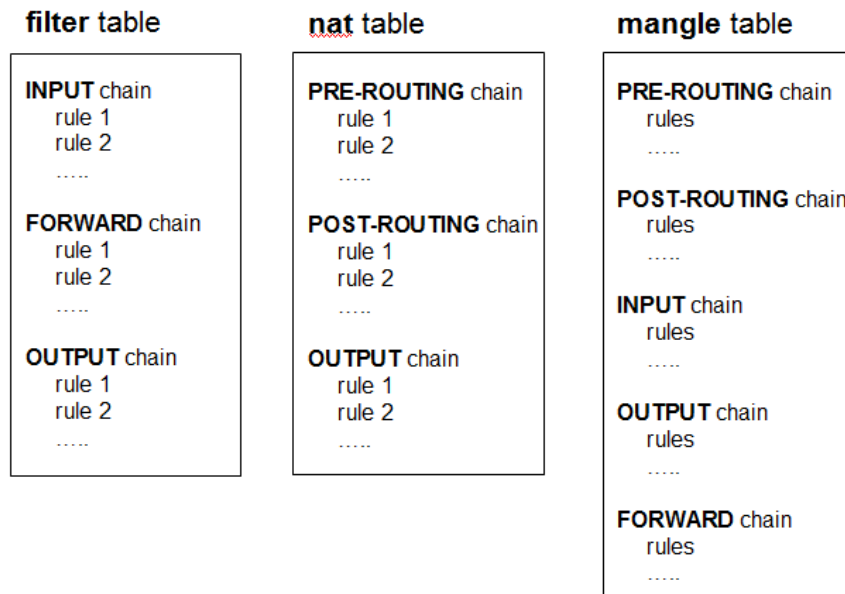 filter table
INPUT chain
rule 1
rule 2
.....
FORWARD chain
rule 1
rule 2
.....
OUTPUT chain
rule 1
rule 2
.....
nat table
PRE-ROUTING chain
rule 1
rule 2
.....
POST-ROUTING chain
rule 1
rule 2
.....
OUTPUT chain
rule 1
rule 2
.....
mangle table
PRE-ROUTING chain
rules
.....
POST-ROUTING chain
rules
.....
INPUT chain
rules
.....
OUTPUT chain
rules
.....
FORWARD chain
rules
.....